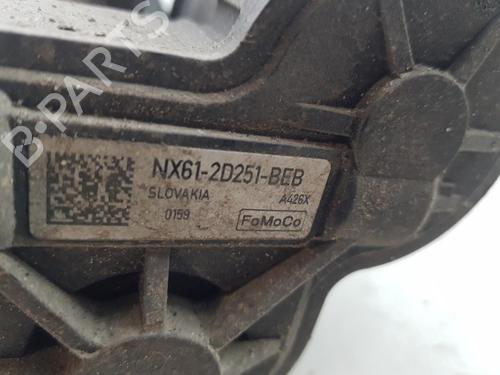 B-PARTS
NX61-2D251-BEB
SLOVAKIA
A426X
0159
FoMoCo